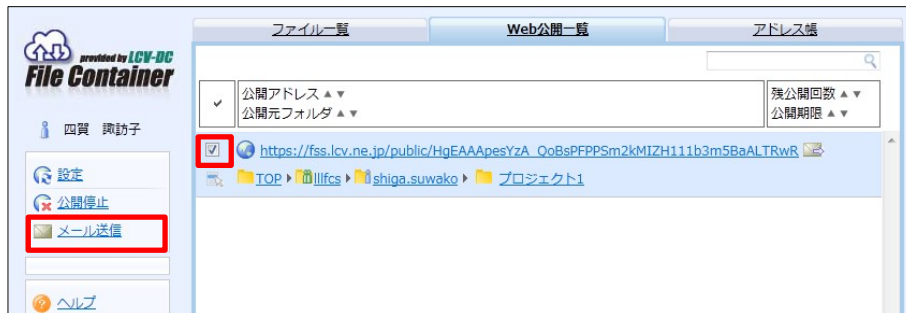 ファイル一覧
Web公開一覧
アドレス帳
provided by LCV-DC
File Container
公開アドレス ▲ ▼
公開元フォルダ ▲ ▼
残公開回数 ▲ ▼
公開期限 ▲ ▼
四賀 諏訪子
https://fss.lcv.ne.jp/public/HgEAAApesYzA_QoBsPFPPSm2kMIZH111b3m5BaALTRwR
TOP lllfcs shiga.suwako プロジェクト1
設定
公開停止
メール送信
ヘルプ